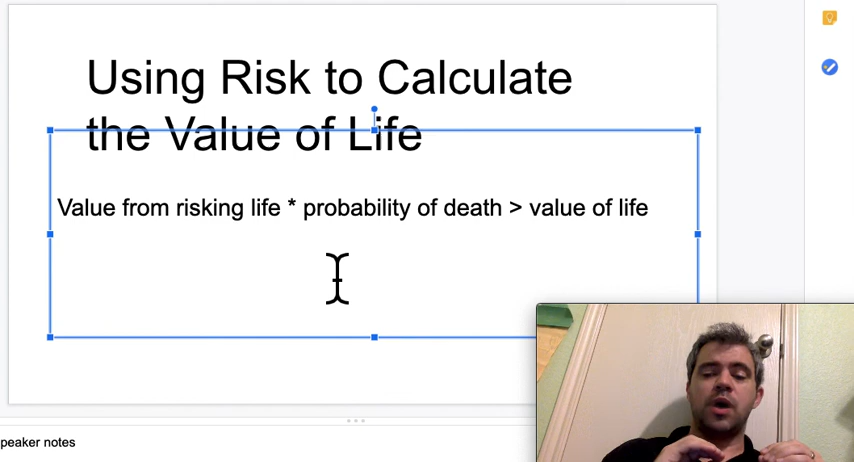 Using Risk to Calculate
the Value of Life
Value from risking life * probability of death > value of life
peaker notes